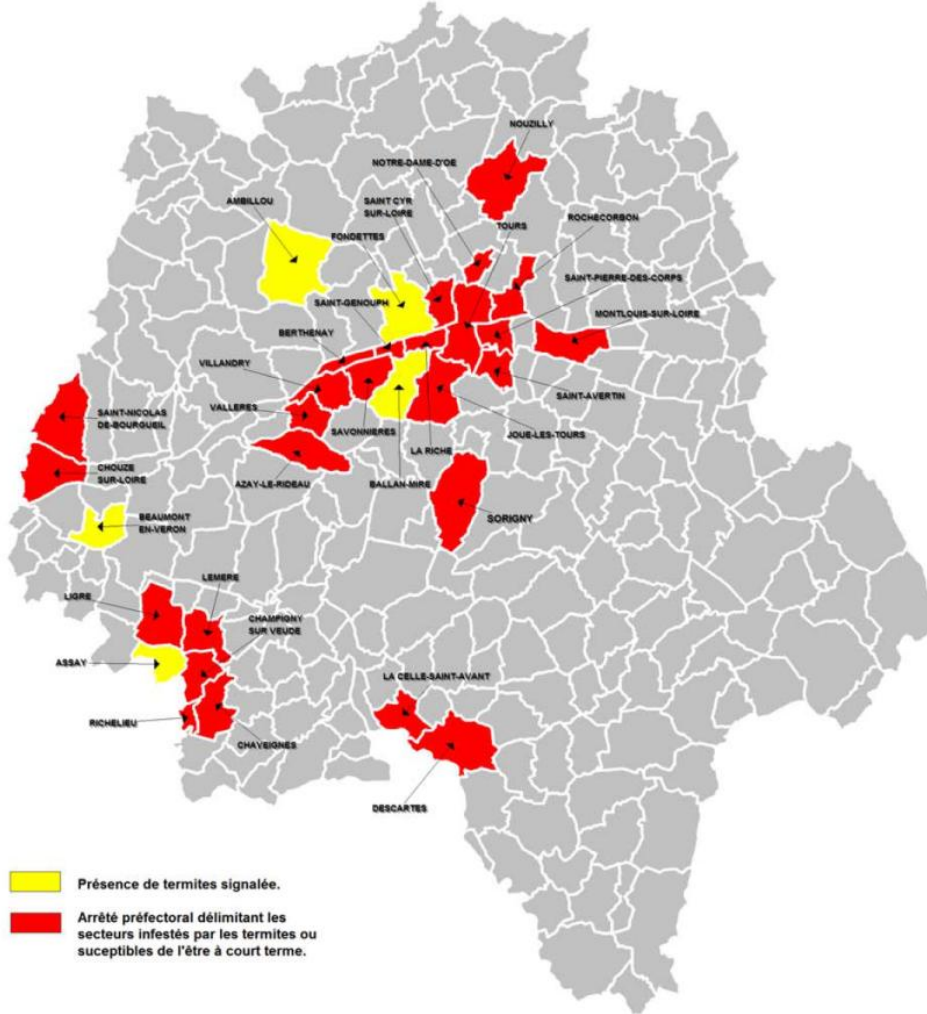 NOUZILLY
NOTRE-DAME-D'OE
AMBILLOU
SAINT CYR
SUR-LOIRE
ROCHECORBON
TOURS
FONDETTES
SAINT-PIERRE-DES-CORPS
SAINT-GENOUPH
MONTLOUIS-SUR-LOIRE
BERTHENAY
VILLANDRY
SAINT-AVERTIN
VALLERES
SAINT-NICOLAS
DE-BOURGUEIL
SAVONNIERES
JOUE-LES-TOURS
LA RICHE
CHOUZE
SUR-LOIRE
AZAY-LE-RIDEAU
BALLAN-MIRE
BEAUMONT
EN-VERON
SORIGNY
LEMERE
LIGRE
CHAMPIGNY
SUR VEUDE
ASSAY
LA CELLE-SAINT-AVANT
RICHELIEU
CHAVEIGNES
DESCARTES
Présence de termites signalée.
Arrêté préfectoral délimitant les
secteurs infestés par les termites ou
suceptibles de l'être à court terme.